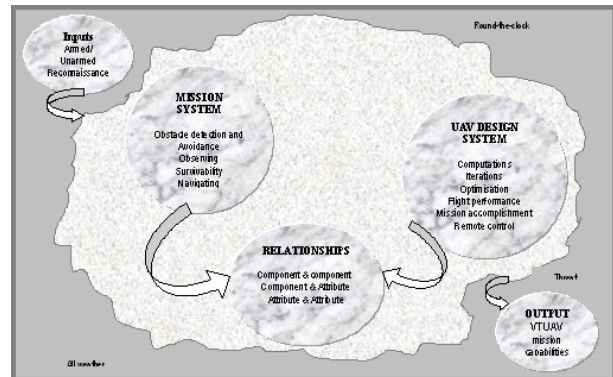 Round-the-clock
Inputs
Armed/
Unarmed
Reconnaissance
MISSION
SYSTEM
Obstacle detection and
Avoidance
Observing
Survivability
Navigating
UAV DESIGN
SYSTEM
Computations
Iterations
Optimisation
Flight performance
Mission accomplishment
Remote control
RELATIONSHIPS
Component & component
Component & Attribute
Attribute & Attribute
Threat
OUTPUT
VTUAV
mission
capabilities
All weather